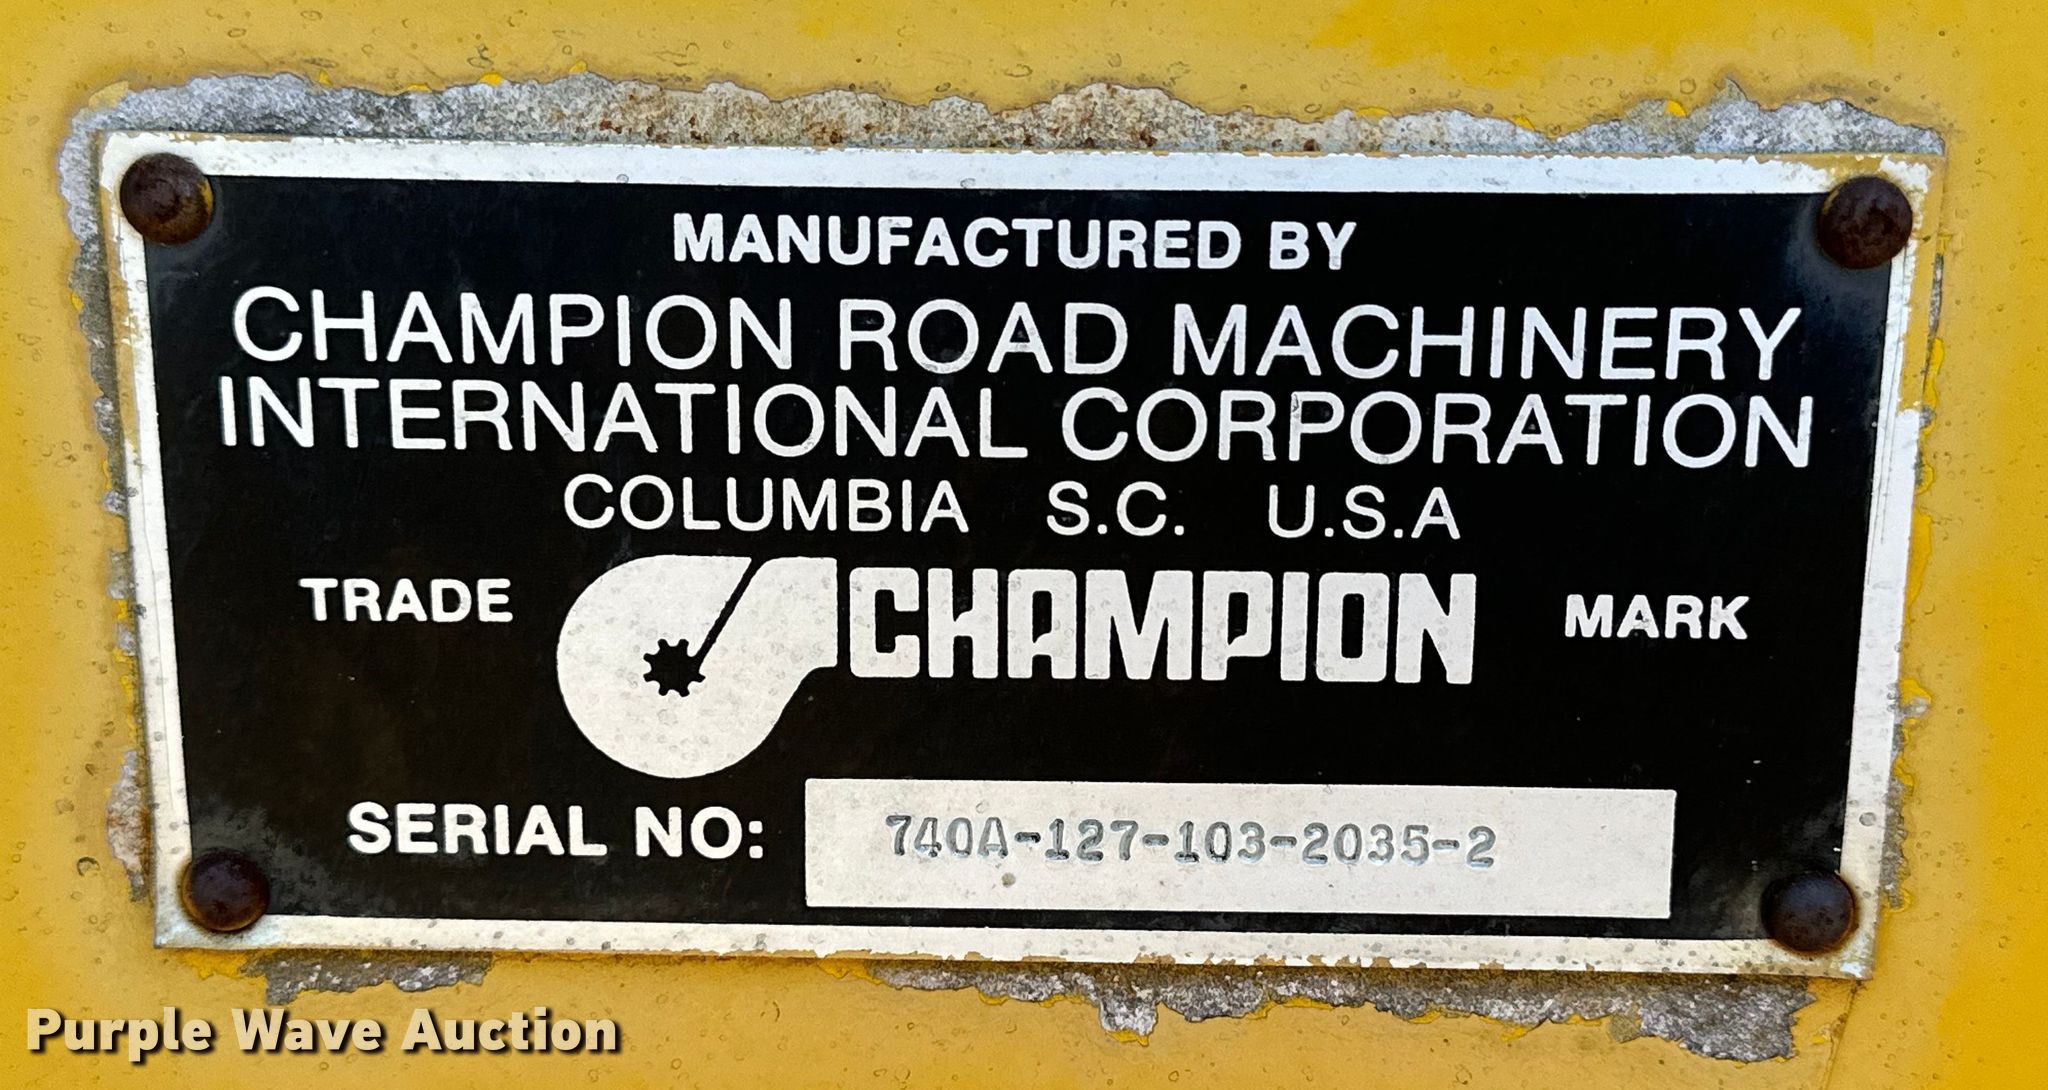 MANUFACTURED BY
CHAMPION ROAD MACHINERY
INTERNATIONAL CORPORATION
COLUMBIA S.C. U.S.A
TRADE CHAMPION MARK
SERIAL NO: 740A-127-103-2035-2
Purple Wave Auction